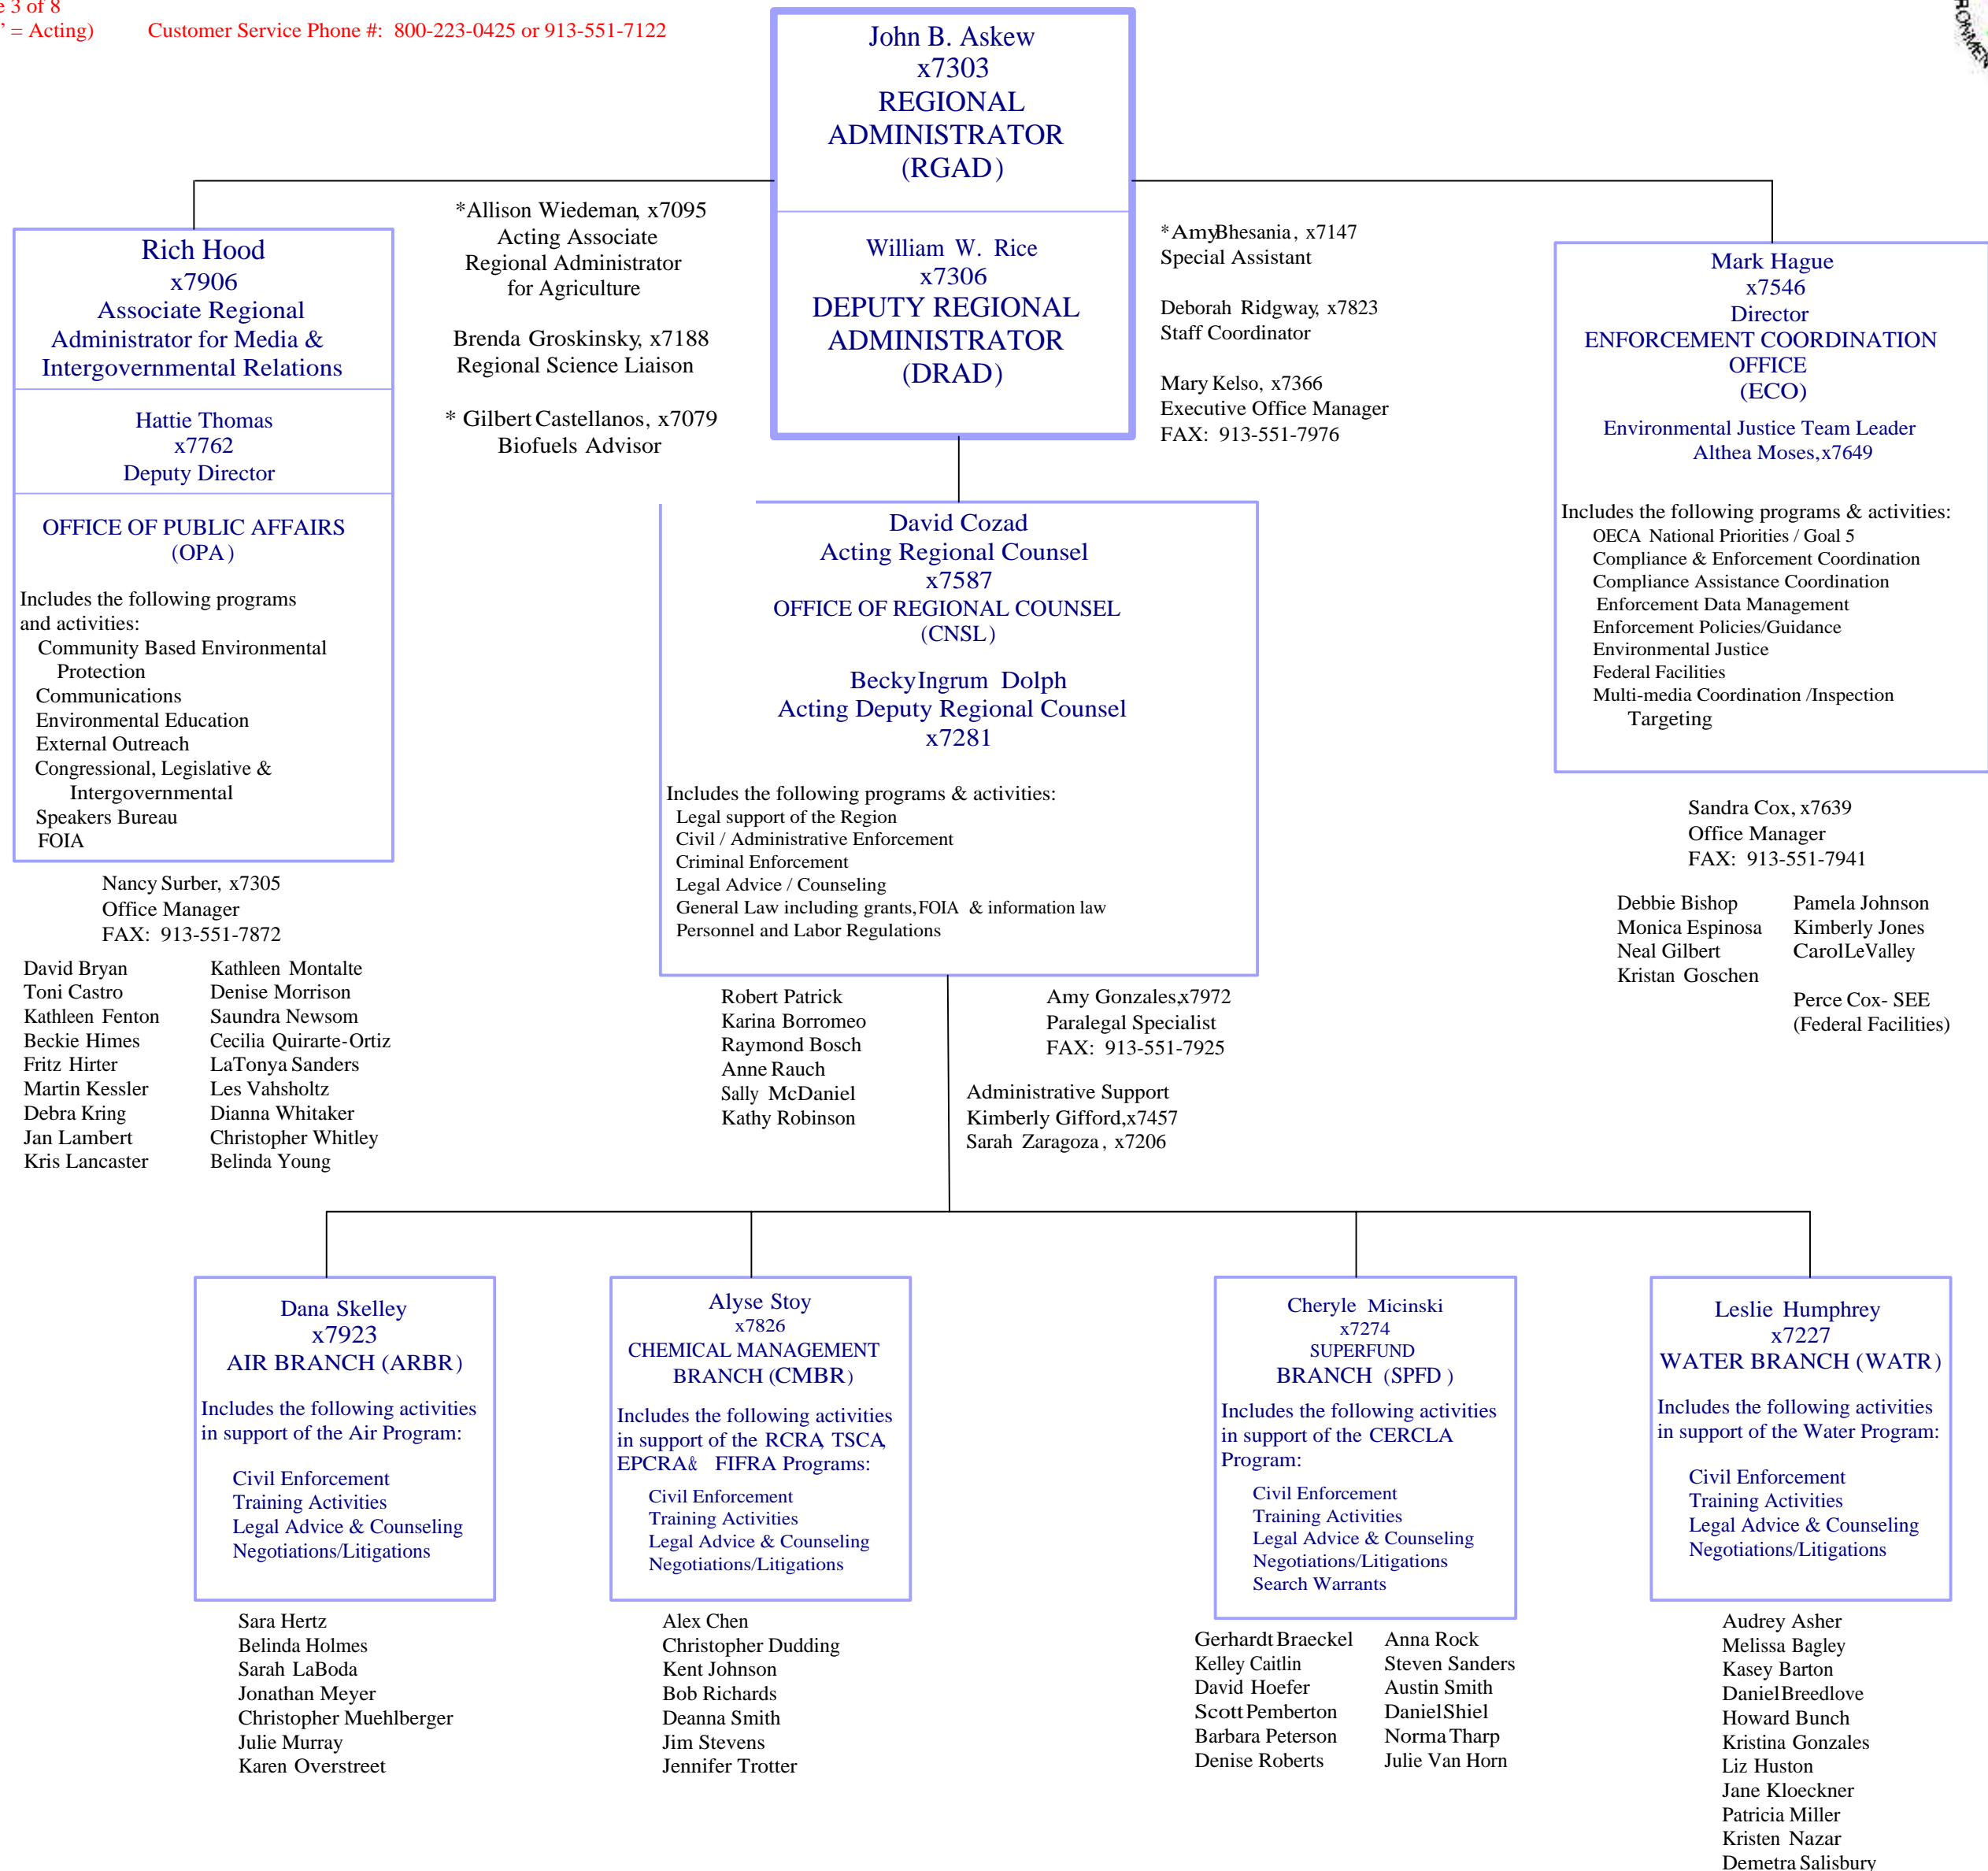 3 of 8
= Acting) Customer Service Phone #: 800-223-0425 or 913-551-7122
John B. Askew
x7303
REGIONAL
ADMINISTRATOR
(RGAD)
William W. Rice
x7306
DEPUTY REGIONAL
ADMINISTRATOR
(DRAD)
Rich Hood
x7906
Associate Regional
Administrator for Media &
Intergovernmental Relations
Hattie Thomas
x7762
Deputy Director
OFFICE OF PUBLIC AFFAIRS
(OPA)
Includes the following programs
and activities:
Community Based Environmental
Protection
Communications
Environmental Education
External Outreach
Congressional, Legislative &
Intergovernmental
Speakers Bureau
FOIA
Nancy Surber, x7305
Office Manager
FAX: 913-551-7872
David Bryan
Toni Castro
Kathleen Fenton
Beckie Himes
Fritz Hirter
Martin Kessler
Debra Kring
Jan Lambert
Kris Lancaster
Kathleen Montalte
Denise Morrison
Saundra Newsom
Cecilia Quirarte-Ortiz
LaTonya Sanders
Les Vahsholtz
Dianna Whitaker
Christopher Whitley
Belinda Young
*Allison Wiedeman, x7095
Acting Associate
Regional Administrator
for Agriculture
Brenda Groskinsky, x7188
Regional Science Liaison
* Gilbert Castellanos, x7079
Biofuels Advisor
*Amy Bhesania, x7147
Special Assistant
Deborah Ridgway, x7823
Staff Coordinator
Mary Kelso, x7366
Executive Office Manager
FAX: 913-551-7976
Mark Hague
x7546
Director
ENFORCEMENT COORDINATION
OFFICE
(ECO)
Environmental Justice Team Leader
Althea Moses, x7649
Includes the following programs & activities:
OECA National Priorities / Goal 5
Compliance & Enforcement Coordination
Compliance Assistance Coordination
Enforcement Data Management
Enforcement Policies/Guidance
Environmental Justice
Federal Facilities
Multi-media Coordination /Inspection
Targeting
Sandra Cox, x7639
Office Manager
FAX: 913-551-7941
Debbie Bishop
Monica Espinosa
Neal Gilbert
Kristan Goschen
Pamela Johnson
Kimberly Jones
Carol LeValley
Perce Cox- SEE
(Federal Facilities)
David Cozad
Acting Regional Counsel
x7587
OFFICE OF REGIONAL COUNSEL
(CNSL)
Becky Ingrum Dolph
Acting Deputy Regional Counsel
x7281
Includes the following programs & activities:
Legal support of the Region
Civil / Administrative Enforcement
Criminal Enforcement
Legal Advice / Counseling
General Law including grants, FOIA & information law
Personnel and Labor Regulations
Robert Patrick
Karina Borromeo
Raymond Bosch
Anne Rauch
Sally McDaniel
Kathy Robinson
Amy Gonzales, x7972
Paralegal Specialist
FAX: 913-551-7925
Administrative Support
Kimberly Gifford, x7457
Sarah Zaragoza, x7206
Dana Skelley
x7923
AIR BRANCH (ARBR)
Includes the following activities
in support of the Air Program:
Civil Enforcement
Training Activities
Legal Advice & Counseling
Negotiations/Litigations
Sara Hertz
Belinda Holmes
Sarah LaBoda
Jonathan Meyer
Christopher Muehlberger
Julie Murray
Karen Overstreet
Alyse Stoy
x7826
CHEMICAL MANAGEMENT
BRANCH (CMBR)
Includes the following activities
in support of the RCRA, TSCA,
EPCRA & FIFRA Programs:
Civil Enforcement
Training Activities
Legal Advice & Counseling
Negotiations/Litigations
Alex Chen
Christopher Dudding
Kent Johnson
Bob Richards
Deanna Smith
Jim Stevens
Jennifer Trotter
Cheryle Micinski
x7274
SUPERFUND
BRANCH (SPFD )
Includes the following activities
in support of the CERCLA
Program:
Civil Enforcement
Training Activities
Legal Advice & Counseling
Negotiations/Litigations
Search Warrants
Gerhardt Braeckel
Kelley Caitlin
David Hoefer
Scott Pemberton
Barbara Peterson
Denise Roberts
Anna Rock
Steven Sanders
Austin Smith
Daniel Shiel
Norma Tharp
Julie Van Horn
Leslie Humphrey
x7227
WATER BRANCH (WATR)
Includes the following activities
in support of the Water Program:
Civil Enforcement
Training Activities
Legal Advice & Counseling
Negotiations/Litigations
Audrey Asher
Melissa Bagley
Kasey Barton
Daniel Breedlove
Howard Bunch
Kristina Gonzales
Liz Huston
Jane Kloeckner
Patricia Miller
Kristen Nazar
Demetra Salisbury